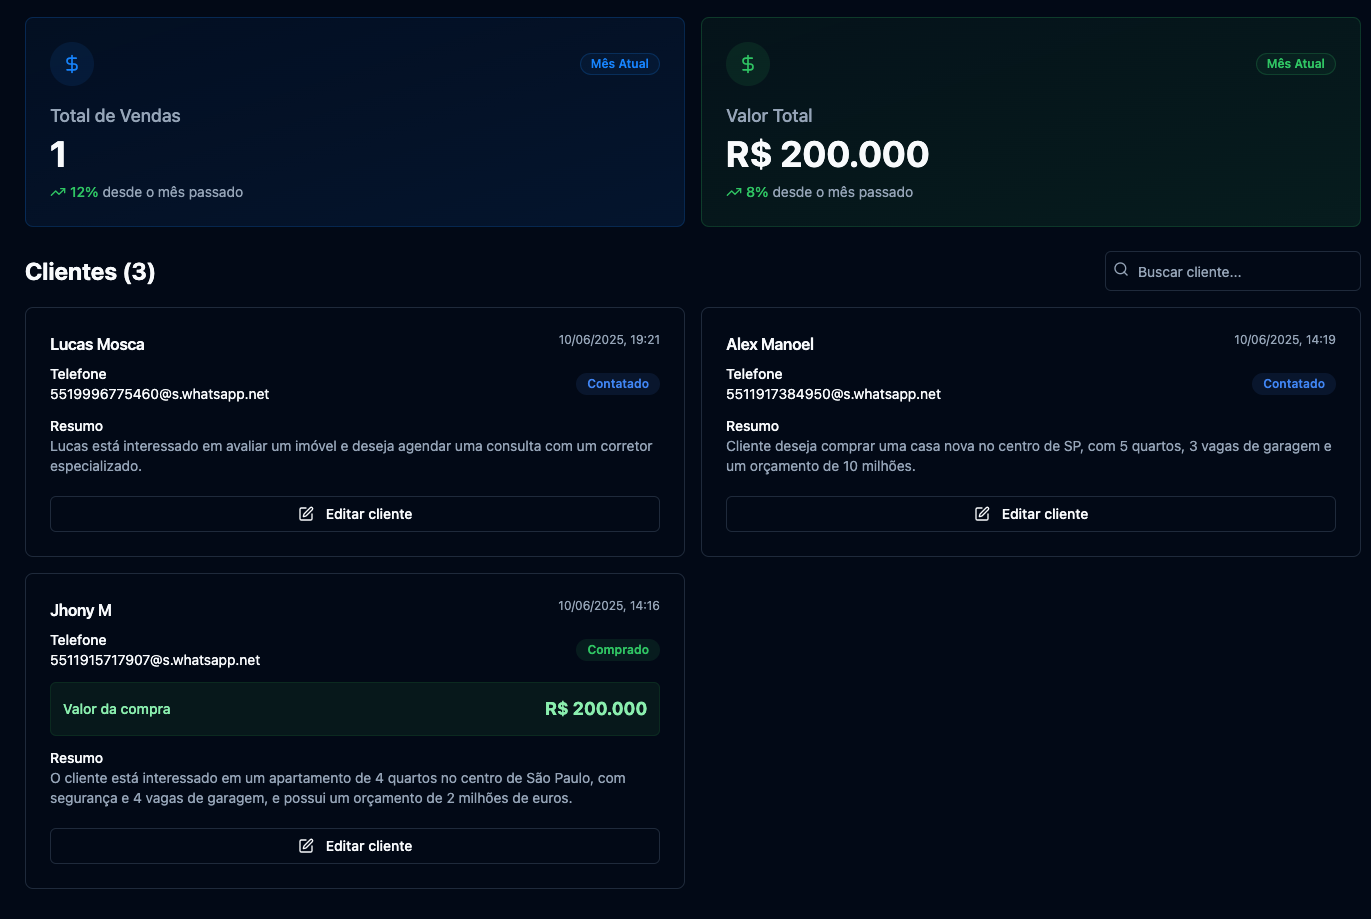 Mês Atual
Total de Vendas
1
12% desde o mês passado
Mês Atual
Valor Total
R$ 200.000
8% desde o mês passado
Clientes (3)
Buscar cliente...
Lucas Mosca
10/06/2025, 19:21
Telefone
5519996775460@s.whatsapp.net
Contatado
Resumo
Lucas está interessado em avaliar um imóvel e deseja agendar uma consulta com um corretor
especializado.
Editar cliente
Alex Manoel
10/06/2025, 14:19
Telefone
5511917384950@s.whatsapp.net
Contatado
Resumo
Cliente deseja comprar uma casa nova no centro de SP, com 5 quartos, 3 vagas de garagem e
um orçamento de 10 milhões.
Editar cliente
Jhony M
10/06/2025, 14:16
Telefone
5511915717907@s.whatsapp.net
Comprado
Valor da compra
R$ 200.000
Resumo
O cliente está interessado em um apartamento de 4 quartos no centro de São Paulo, com
segurança e 4 vagas de garagem, e possui um orçamento de 2 milhões de euros.
Editar cliente